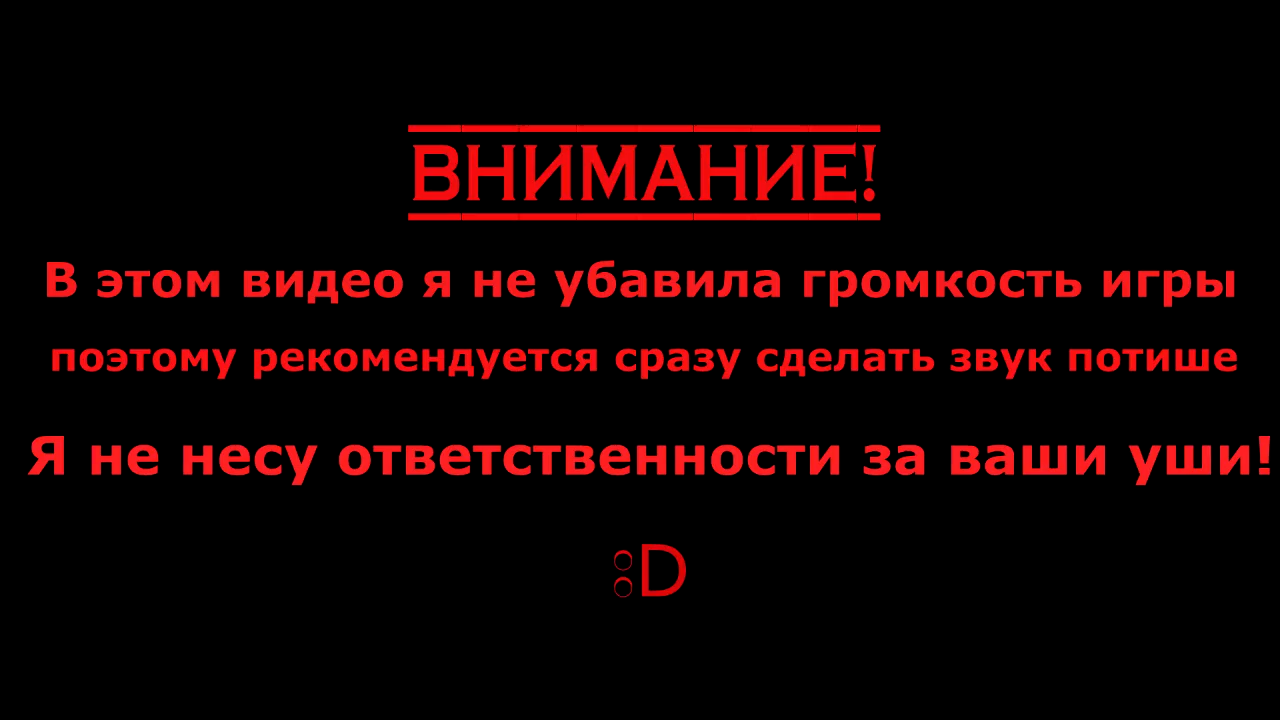 ВНИМАНИЕ!
В этом видео я не убавила громкость игры
поэтому рекомендуется сразу сделать звук потише
Я не несу ответственности за ваши уши!
:D